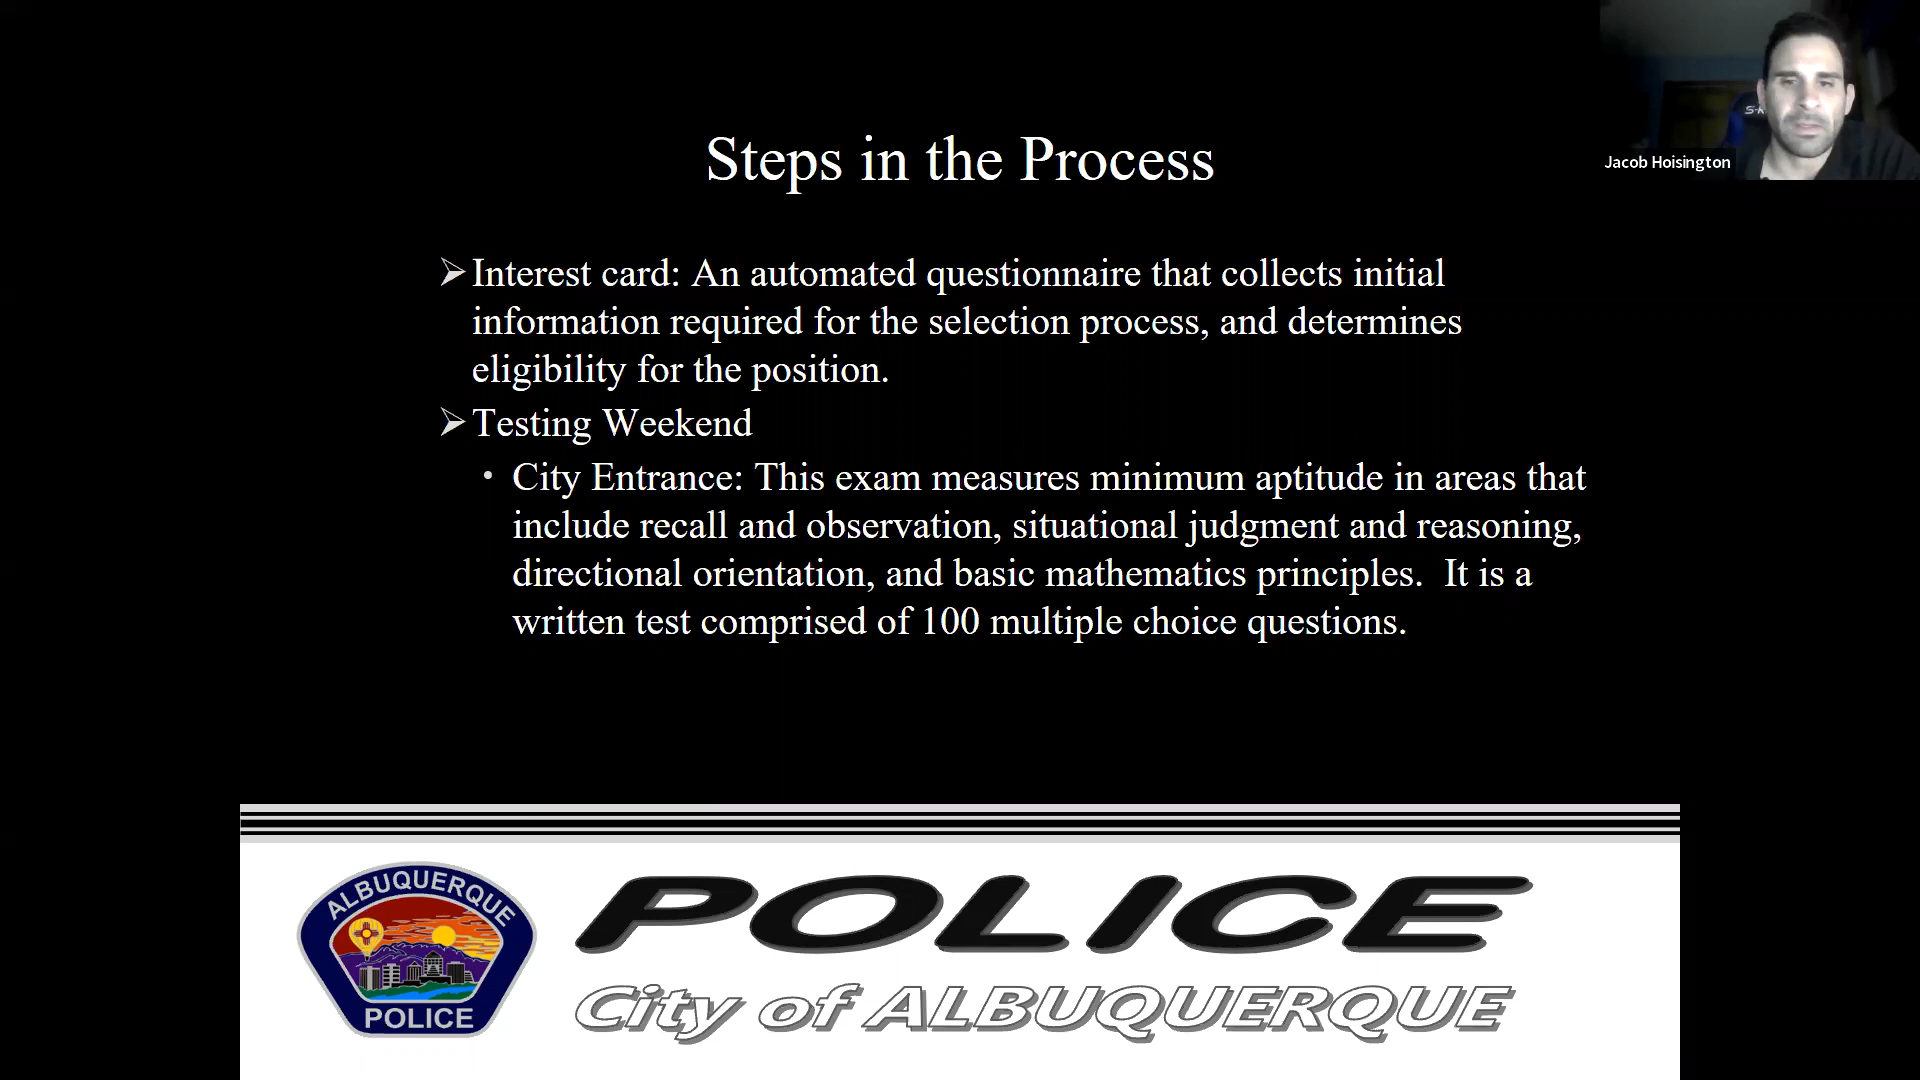 Steps in the Process
Jacob Hoisington
➢Interest card: An automated questionnaire that collects initial
information required for the selection process, and determines
eligibility for the position.
➢Testing Weekend
• City Entrance: This exam measures minimum aptitude in areas that
include recall and observation, situational judgment and reasoning,
directional orientation, and basic mathematics principles.  It is a
written test comprised of 100 multiple choice questions.
ALBUQUERQUE
POLICE
POLICE
City of ALBUQUERQUE